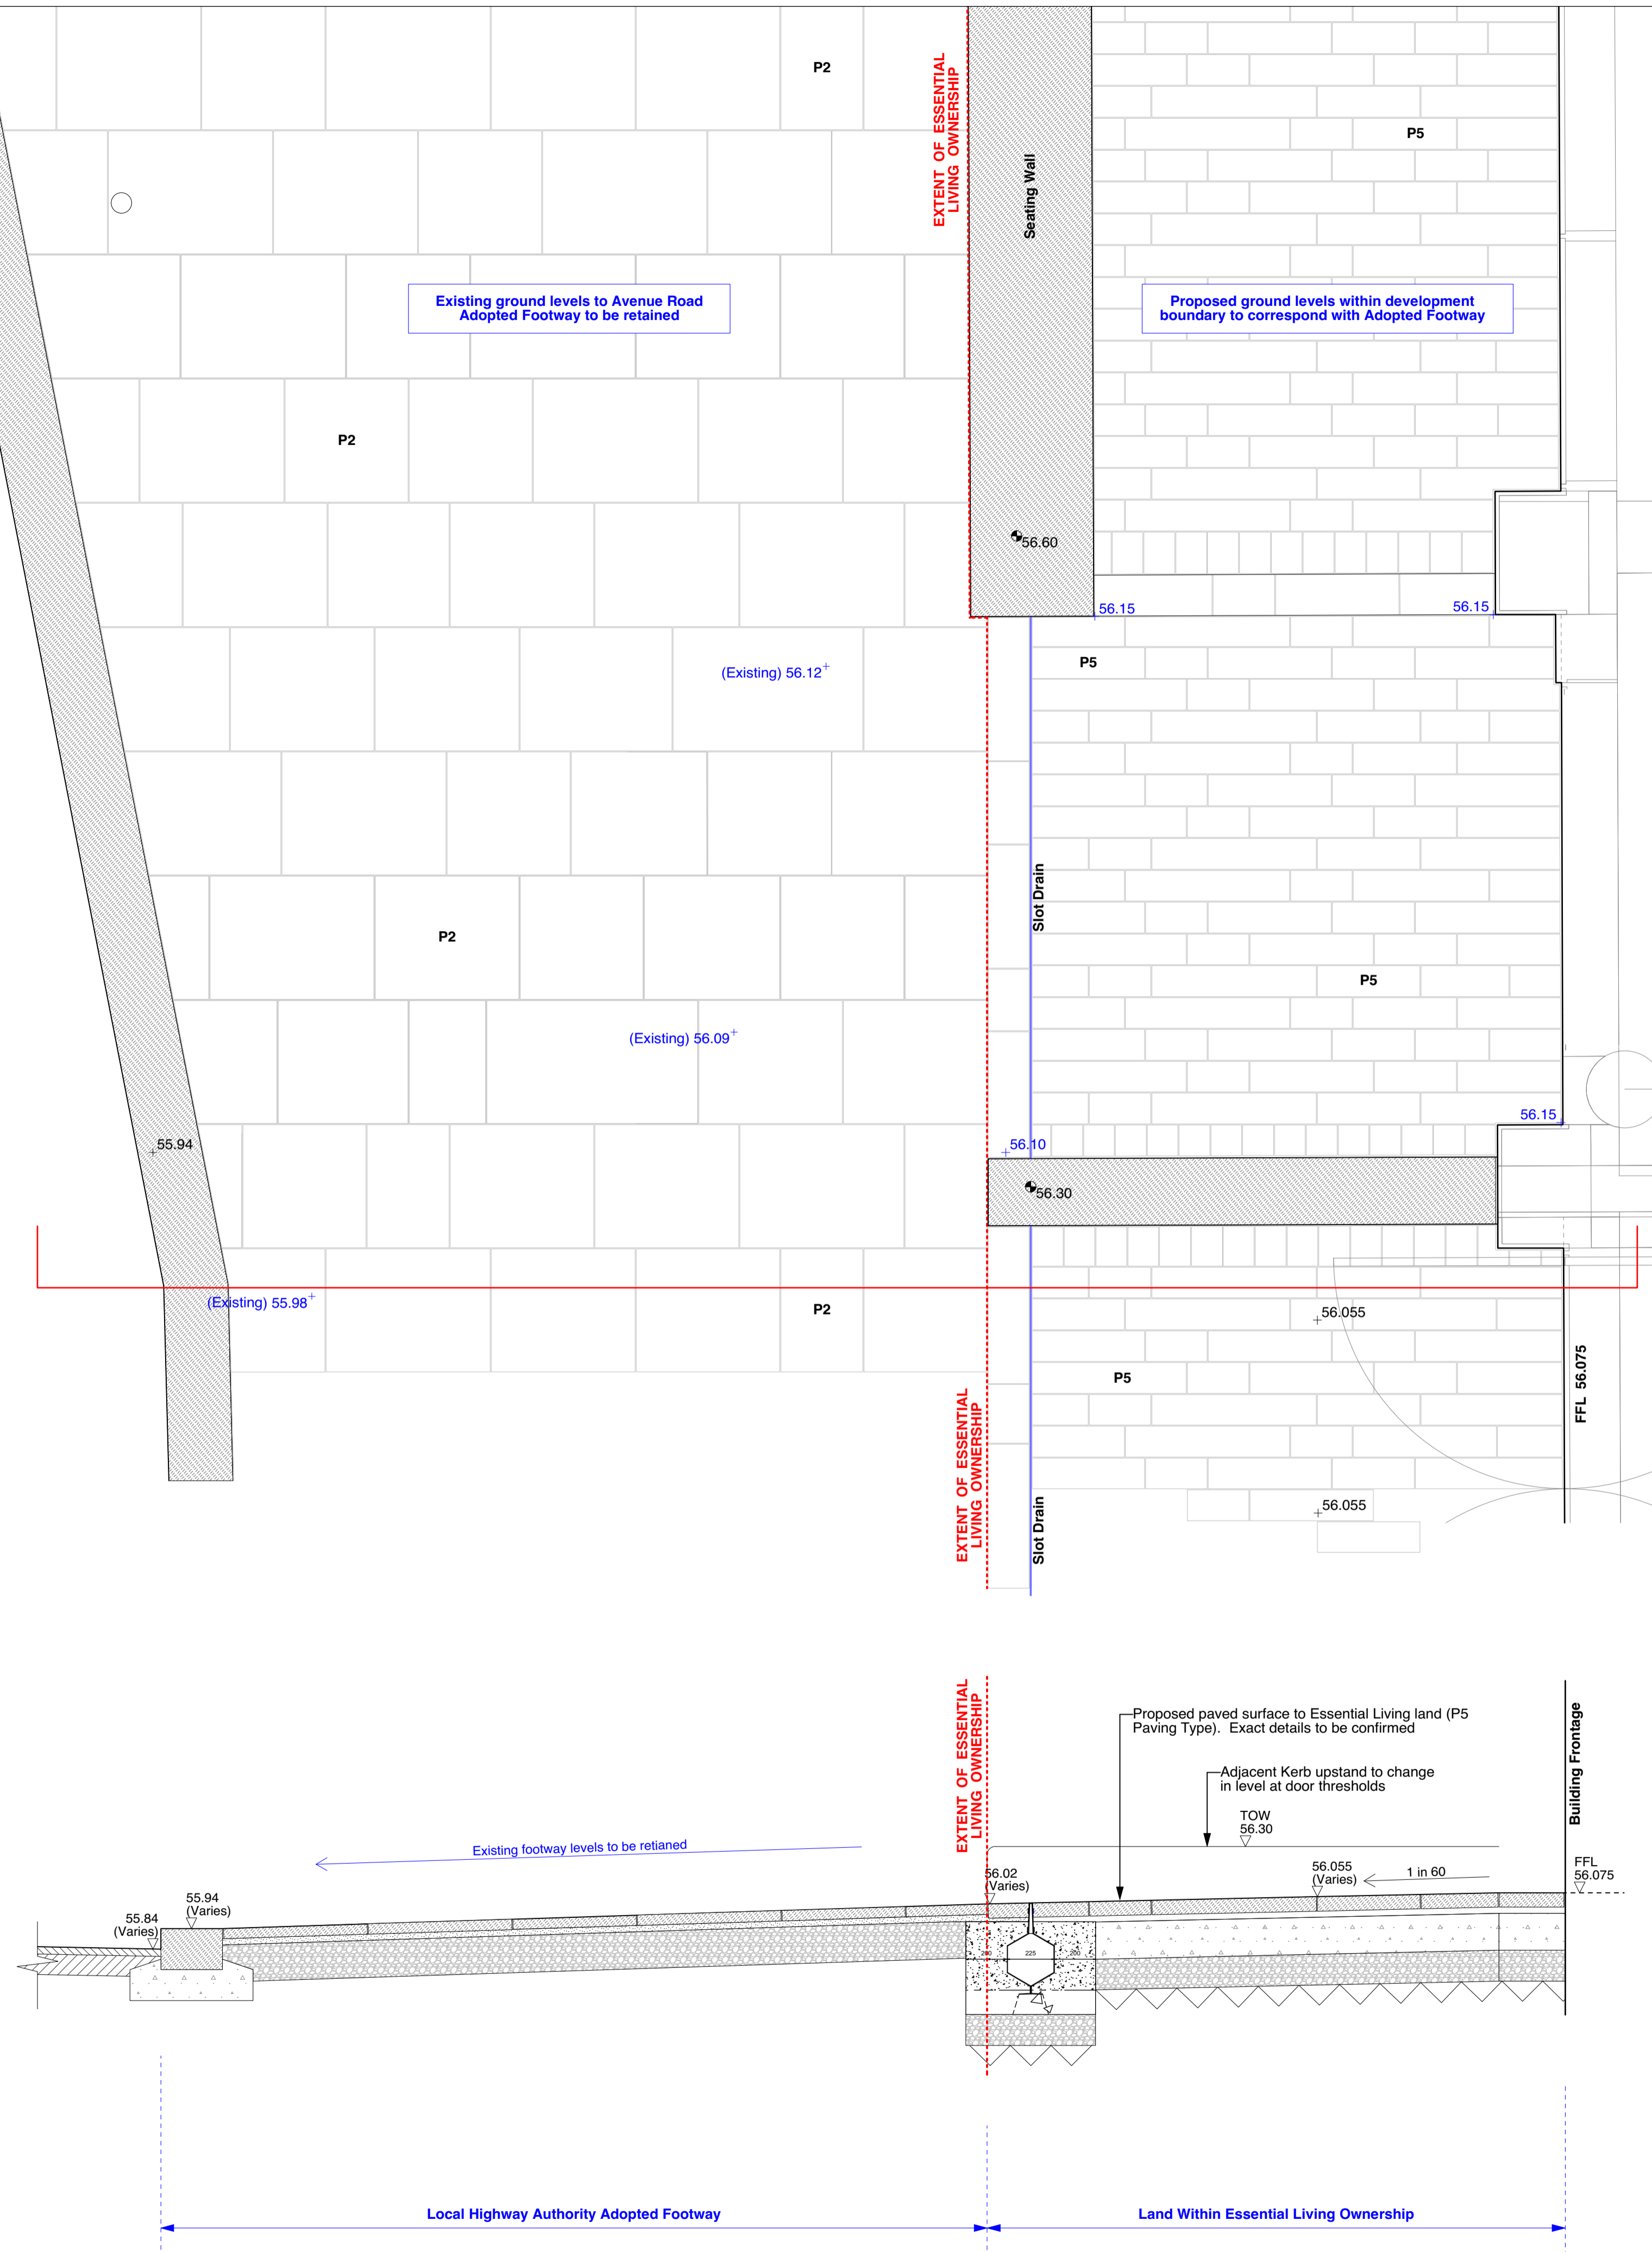 P2
EXTENT OF ESSENTIAL
LIVING OWNERSHIP
Seating Wall
P5
Existing ground levels to Avenue Road
Adopted Footway to be retained
Proposed ground levels within development
boundary to correspond with Adopted Footway
P2
56.60
56.15
56.15
(Existing) 56.12
P5
Slot Drain
P2
P5
(Existing) 56.09
56.15
55.94
56.10
56.30
(Existing) 55.98
P2
56.055
P5
FFL 56.075
EXTENT OF ESSENTIAL
LIVING OWNERSHIP
Slot Drain
56.055
EXTENT OF ESSENTIAL
LIVING OWNERSHIP
Proposed paved surface to Essential Living land (P5
Paving Type). Exact details to be confirmed
Building Frontage
Adjacent Kerb upstand to change
in level at door thresholds
TOW
56.30
Existing footway levels to be retianed
56.02
(Varies)
56.055
(Varies)
1 in 60
FFL
56.075
55.94
(Varies)
55.84
(Varies)
225
200
Local Highway Authority Adopted Footway
Land Within Essential Living Ownership